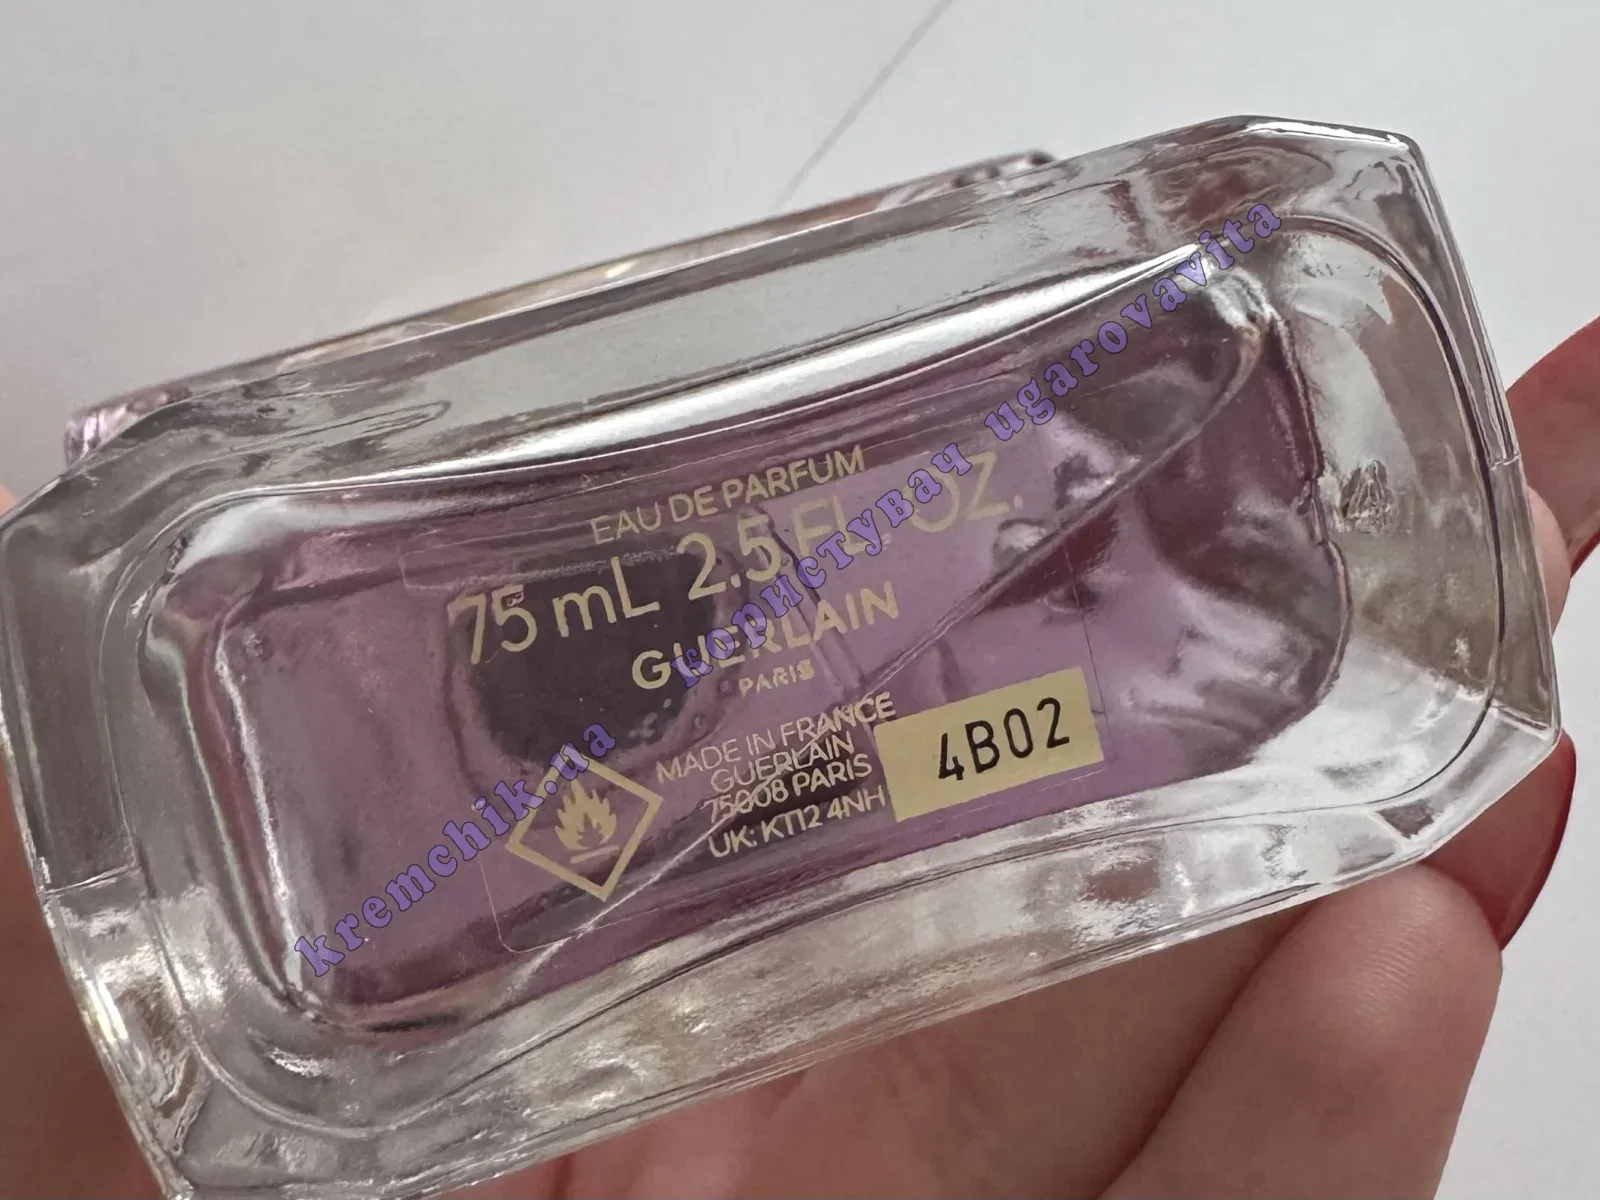 EAU DE PARFUM
75 mL 2.5 FL. OZ.
GUERLAIN
PARIS
MADE IN FRANCE
GUERLAIN
75008 PARIS
UK: KT12 4NH
4B02
kremchik.ua користувач ugarovavita